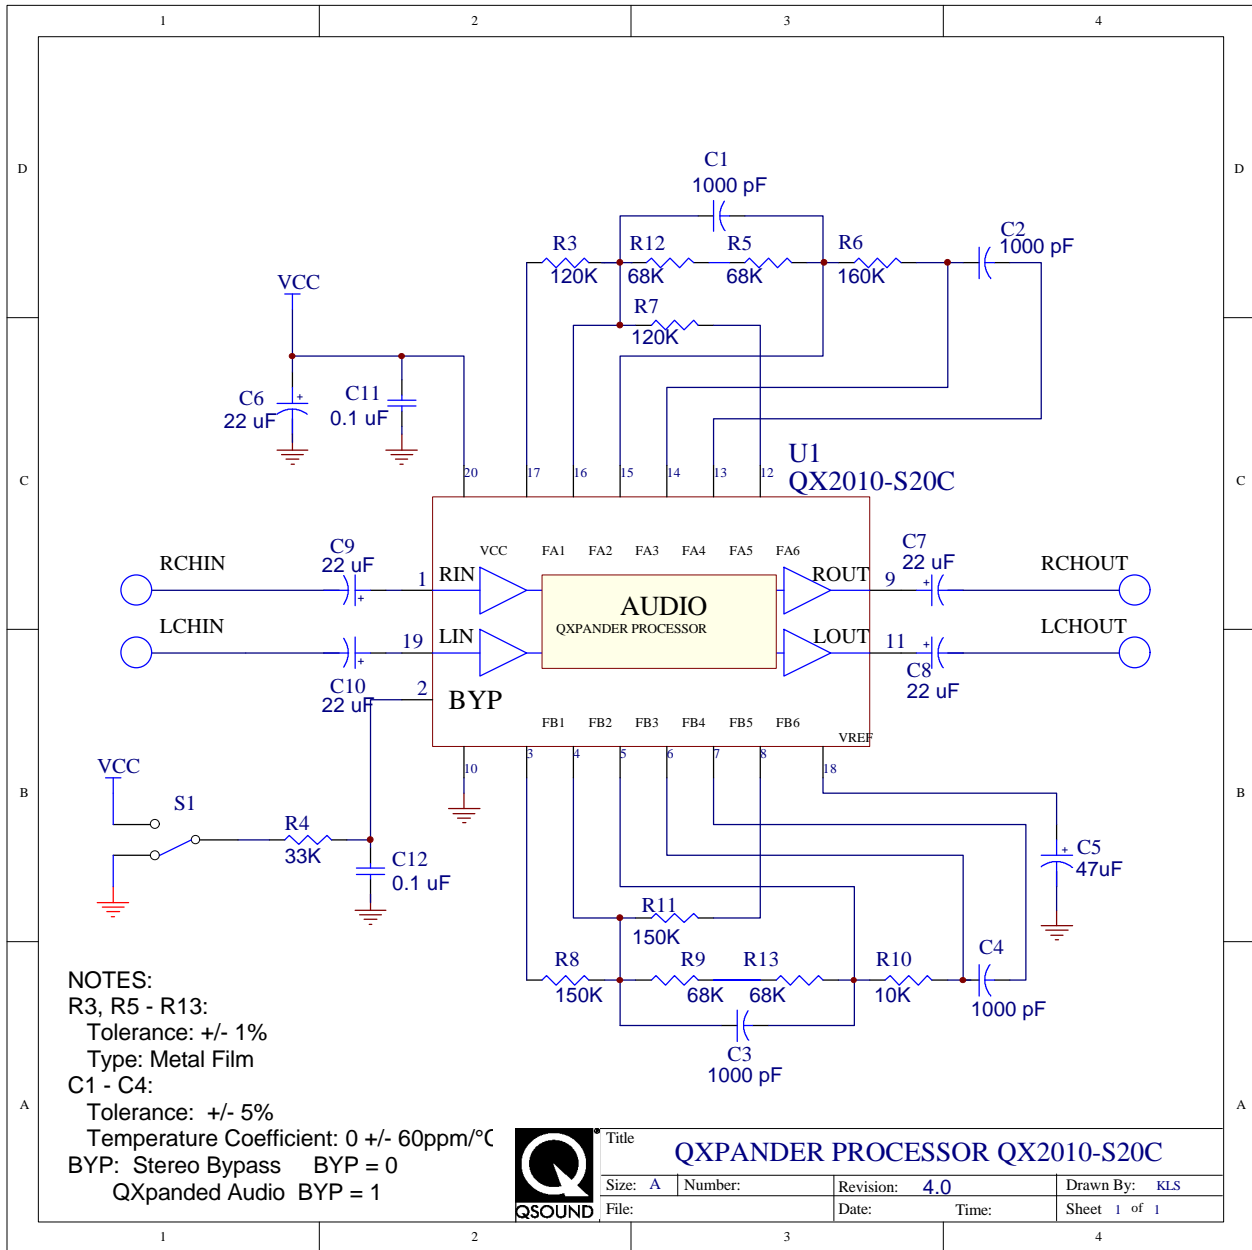 1 2 3 4
D D
C1
1000 pF
C2
1000 pF
R3 R12 R5 R6
120K 68K 68K 160K
VCC
R7
120K
C6 + C11
22 uF 0.1 uF
U1
QX2010-S20C
C C
20 17 16 15 14 13 12
VCC FA1 FA2 FA3 FA4 FA5 FA6
RCHIN C9 C7 RCHOUT
22 uF 22 uF
+ 1 RIN ROUT 9 +
AUDIO
QXPANDER PROCESSOR
LCHIN 19 LIN LOUT 11 + LCHOUT
+
C10 C8
22 uF 22 uF
2 BYP
FB1 FB2 FB3 FB4 FB5 FB6
VREF
10 3 4 5 6 7 8 18
VCC
B B
S1
R4
33K
C12
0.1 uF
+ C5
47uF
R11
150K
R8 R9 R13 R10 C4
150K 68K 68K 10K 1000 pF
C3
1000 pF
NOTES:
R3, R5 - R13:
Tolerance: +/- 1%
Type: Metal Film
C1 - C4:
Tolerance: +/- 5%
Temperature Coefficient: 0 +/- 60ppm/°C
BYP: Stereo Bypass BYP = 0
QXpanded Audio BYP = 1
A A
QSOUND
Title
QXPANDER PROCESSOR QX2010-S20C
Size: A Number: Revision: 4.0 Drawn By: KLS
File: Date: Time: Sheet 1 of 1
1 2 3 4